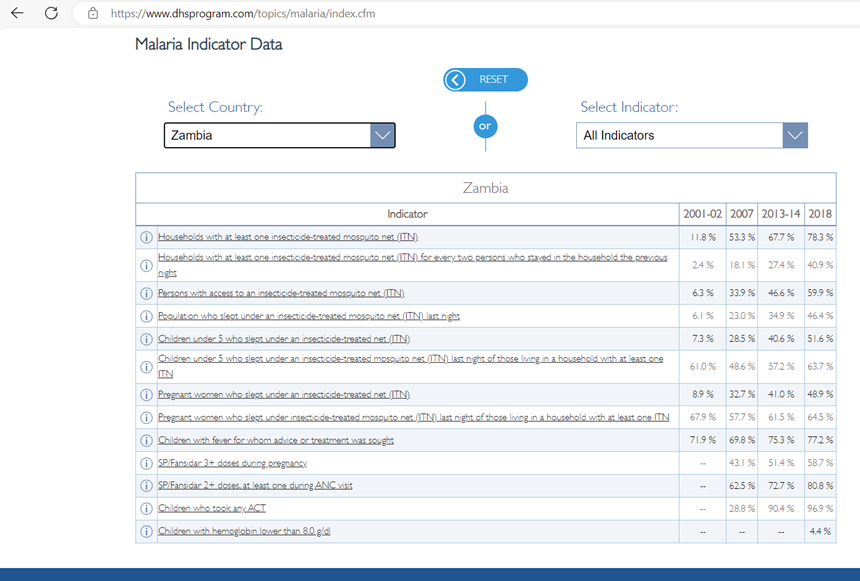 https://www.dhsprogram.com/topics/malaria/index.cfm
Malaria Indicator Data
RESET
Select Country:
or
Select Indicator:
Zambia
All Indicators
Zambia
Indicator 2001-02 2007 2013-14 2018
Households with at least one insecticide-treated mosquito net (ITN) 11.8 % 53.3 % 67.7 % 78.3 %
Households with at least one insecticide-treated mosquito net (ITN) for every two persons who stayed in the household the previous
night 2.4 % 18.1 % 27.4 % 40.9 %
Persons with access to an insecticide-treated mosquito net (ITN) 6.3 % 33.9 % 46.6 % 59.9 %
Population who slept under an insecticide-treated mosquito net (ITN) last night 6.1 % 23.0 % 34.9 % 46.4 %
Children under 5 who slept under an insecticide-treated net (ITN) 7.3 % 28.5 % 40.6 % 51.6 %
Children under 5 who slept under an insecticide-treated mosquito net (ITN) last night of those living in a household with at least one
ITN 61.0 % 48.6 % 57.2 % 63.7 %
Pregnant women who slept under an insecticide-treated net (ITN) 8.9 % 32.7 % 41.0 % 48.9 %
Pregnant women who slept under insecticide-treated mosquito net (ITN) last night of those living in a household with at least one ITN 67.9 % 57.7 % 61.5 % 64.5 %
Children with fever for whom advice or treatment was sought 71.9 % 69.8 % 75.3 % 77.2 %
SP/Fansidar 3+ doses during pregnancy -- 43.1 % 51.4 % 58.7 %
SP/Fansidar 2+ doses, at least one during ANC visit -- 62.5 % 72.7 % 80.8 %
Children who took any ACT -- 28.8 % 90.4 % 96.9 %
Children with hemoglobin lower than 8.0 g/dl -- -- -- 4.4 %